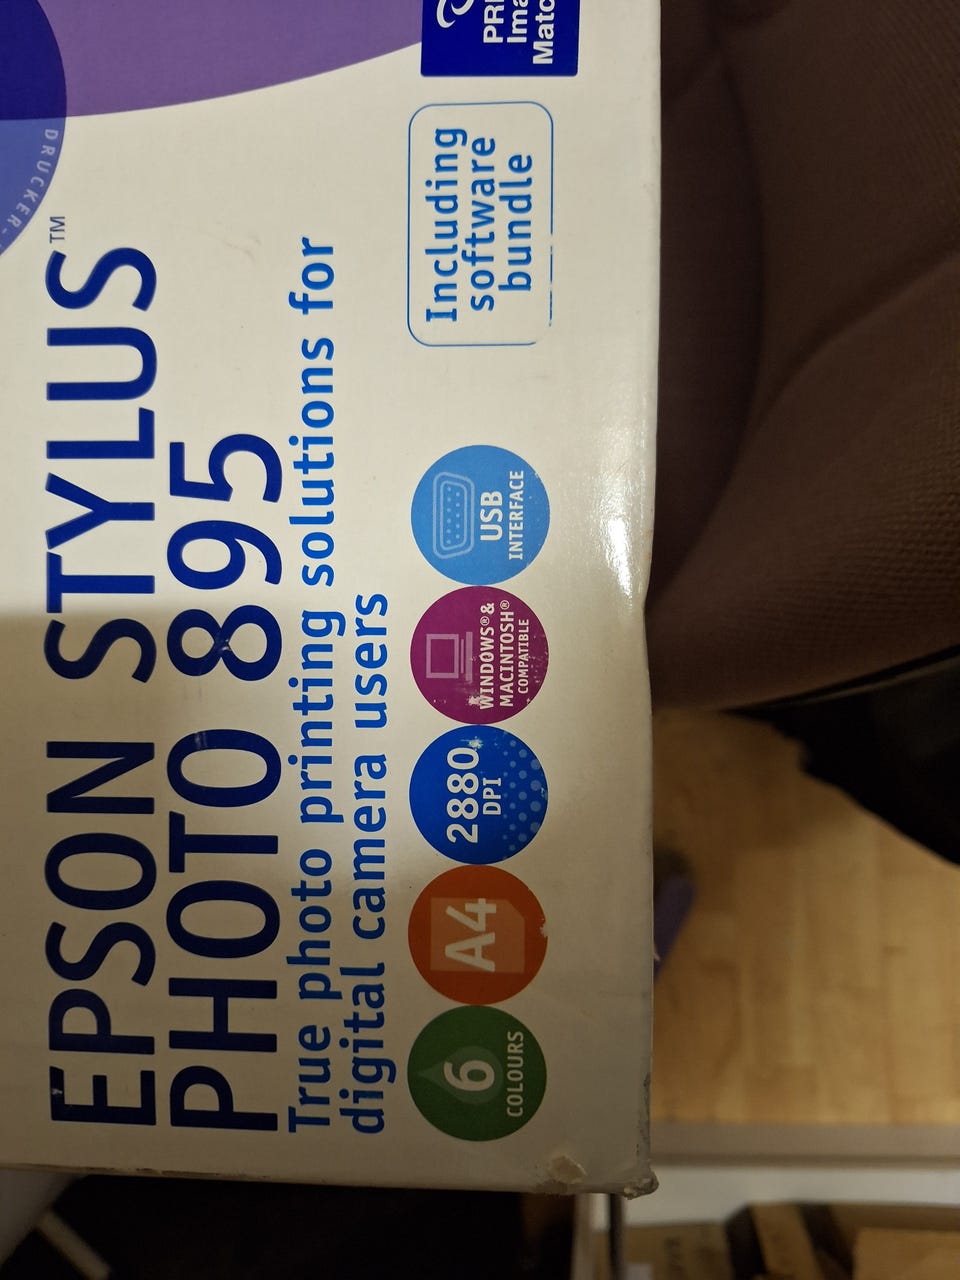 EPSON STYLUS™
PHOTO 895
True photo printing solutions for
digital camera users
6
COLOURS
A4
2880
DPI
WINDOWS®&
MACINTOSH®
COMPATIBLE
USB
INTERFACE
Including
software
bundle
DRUCKER-